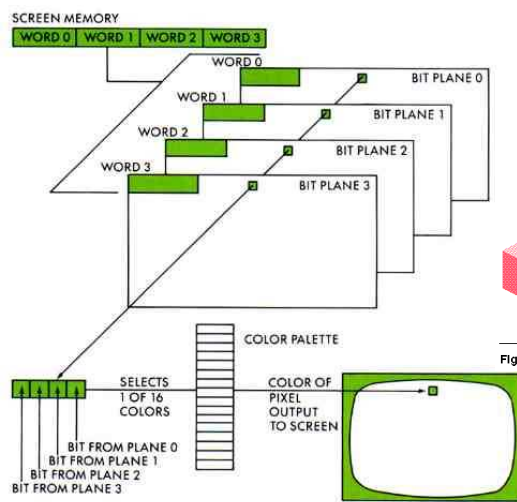 SCREEN MEMORY
WORD 0 WORD 1 WORD 2 WORD 3
WORD 0
BIT PLANE 0
WORD 1
BIT PLANE 1
WORD 2
BIT PLANE 2
WORD 3
BIT PLANE 3
COLOR PALETTE
SELECTS
1 OF 16
COLORS
COLOR OF
PIXEL
OUTPUT
TO SCREEN
BIT FROM PLANE 0
BIT FROM PLANE 1
BIT FROM PLANE 2
BIT FROM PLANE 3
Fig